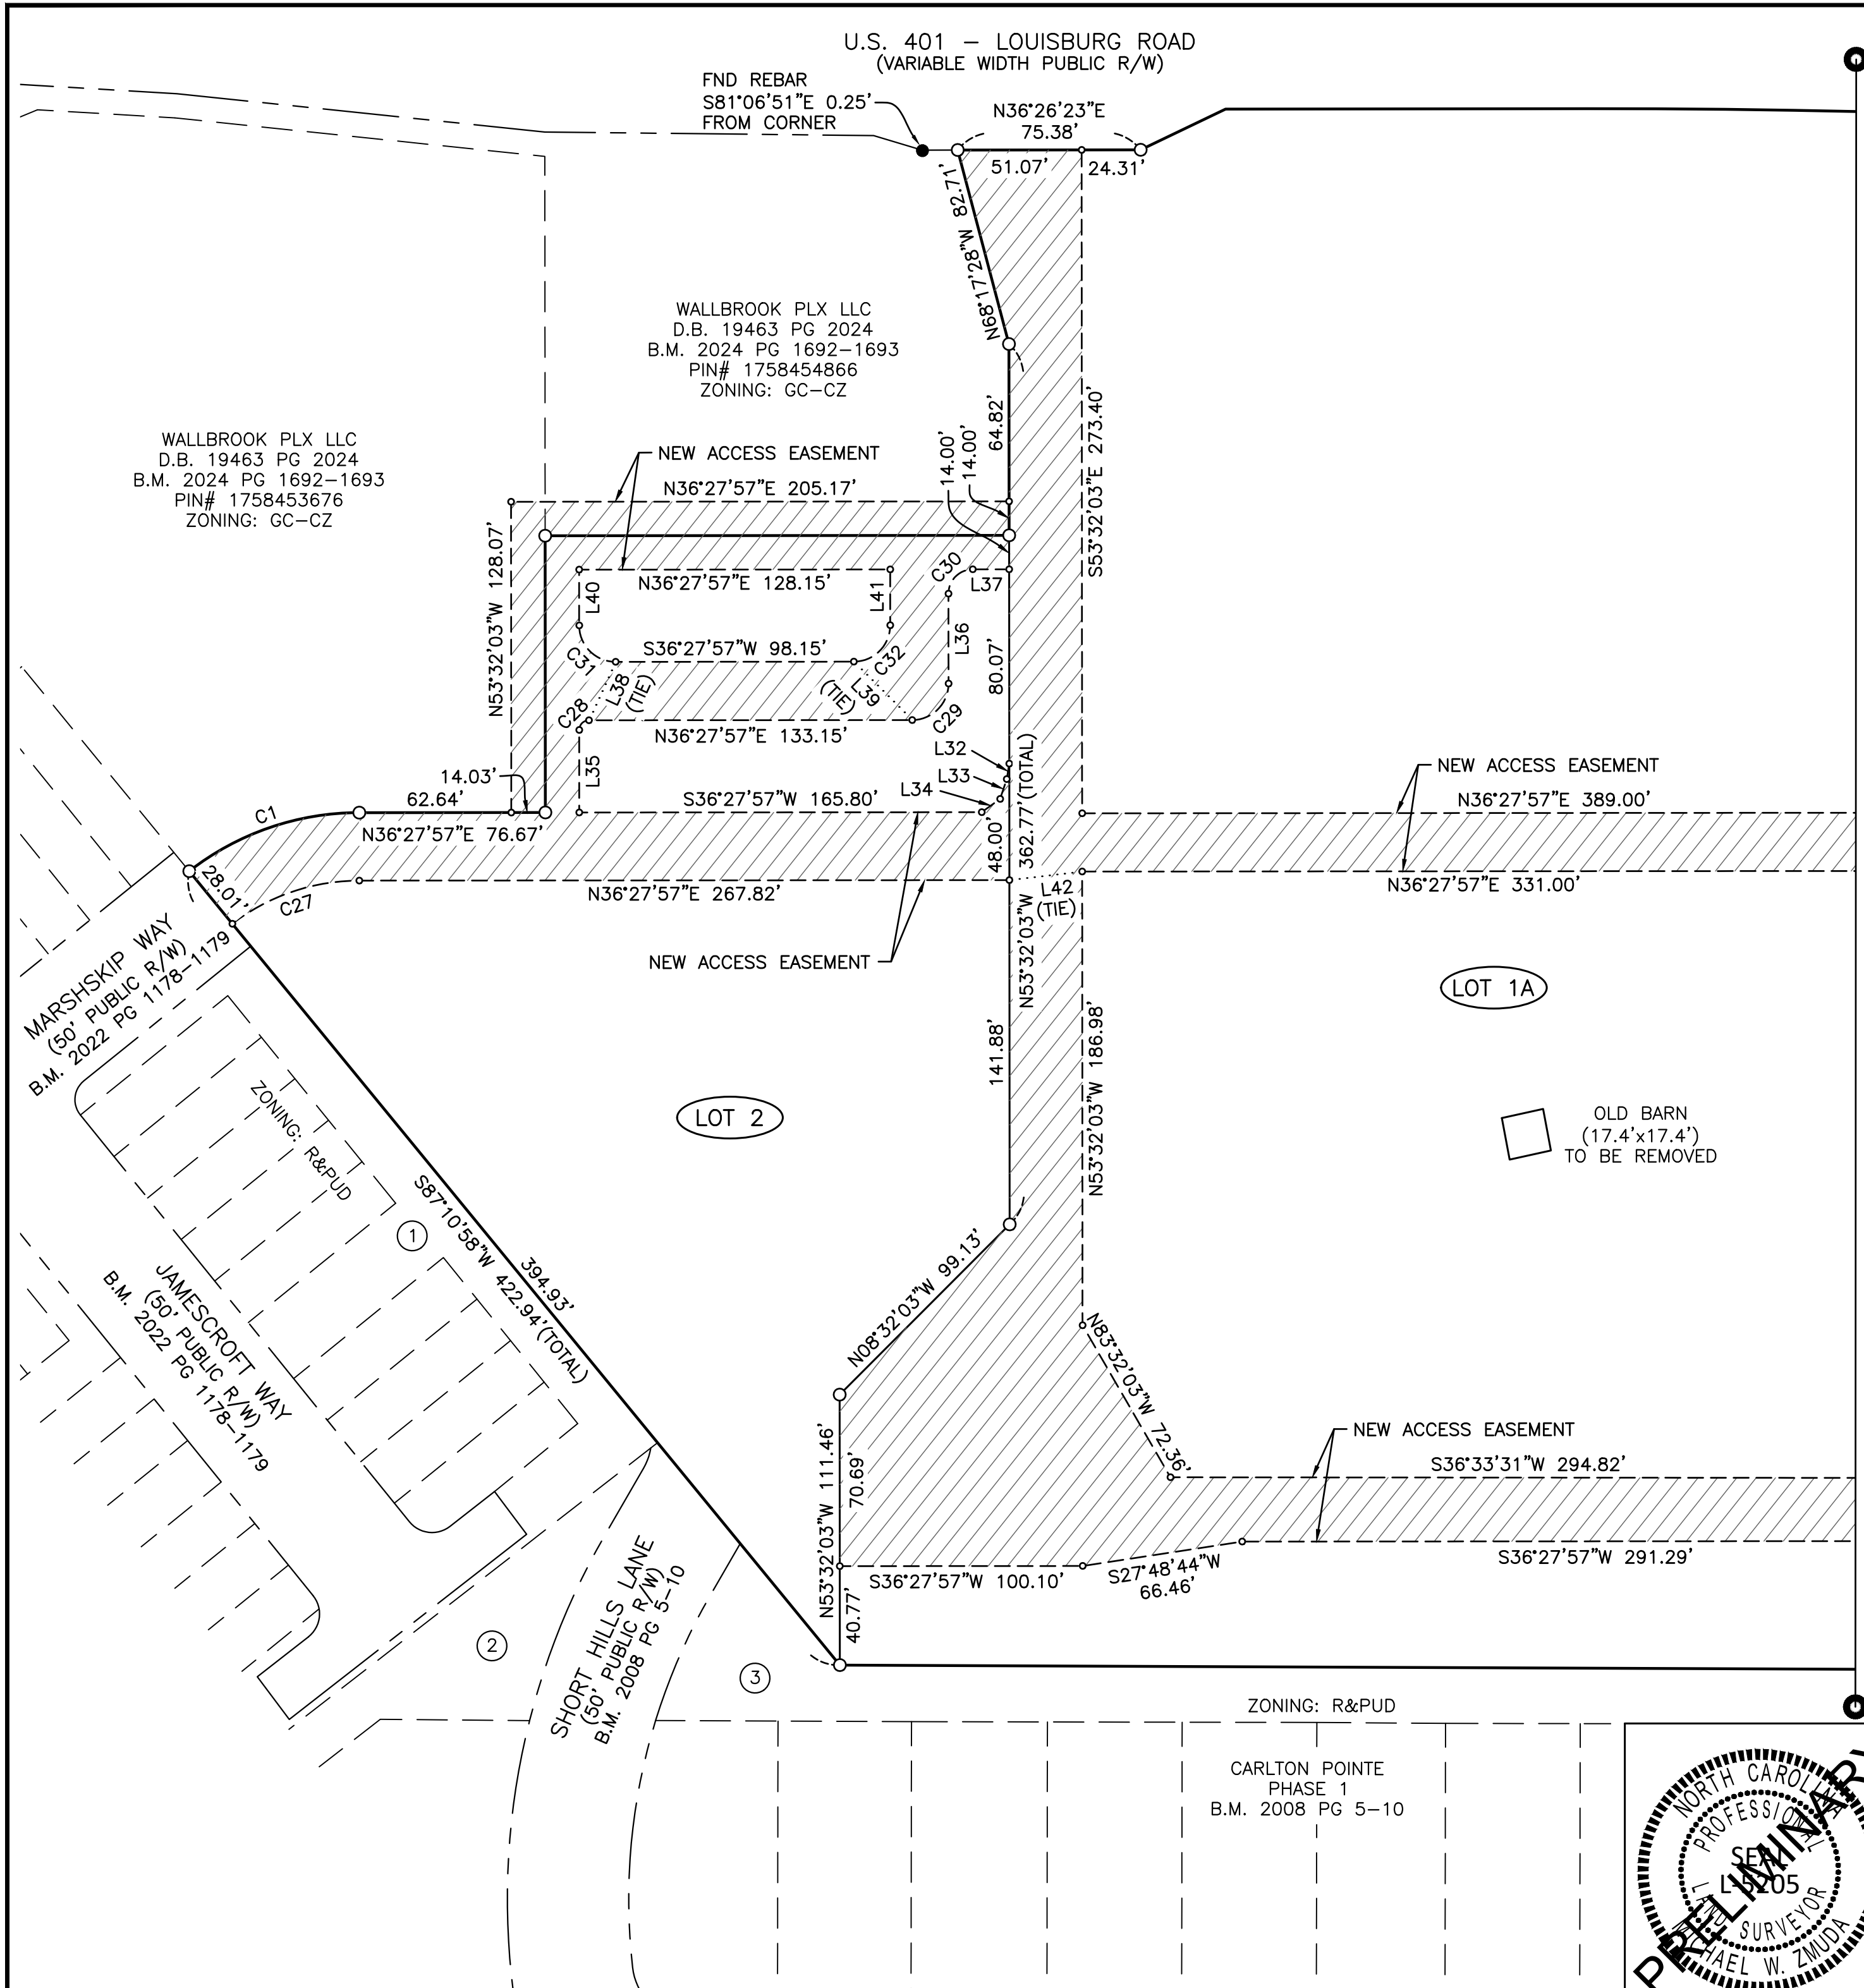 U.S. 401 – LOUISBURG ROAD
(VARIABLE WIDTH PUBLIC R/W)
FND REBAR
S81°06'51"E 0.25'
FROM CORNER
N36°26'23"E
75.38'
51.07'
24.31'
N68°17'28"W 82.71'
WALLBROOK PLX LLC
D.B. 19463 PG 2024
B.M. 2024 PG 1692–1693
PIN# 1758454866
ZONING: GC–CZ
S53°32'03"E 273.40'
64.82'
14.00'
14.00'
WALLBROOK PLX LLC
D.B. 19463 PG 2024
B.M. 2024 PG 1692–1693
PIN# 1758453676
ZONING: GC–CZ
NEW ACCESS EASEMENT
N36°27'57"E 205.17'
N53°32'03"W 128.07'
N36°27'57"E 128.15'
L40
L41
C30
L37
L36
S36°27'57"W 98.15'
C31
C32
L38
(TIE)
L39
(TIE)
C28
C29
80.07'
N36°27'57"E 133.15'
L35
L32
L33
L34
14.03'
62.64'
S36°27'57"W 165.80'
C1
N36°27'57"E 76.67'
48.00'
362.77' (TOTAL)
N53°32'03"W
NEW ACCESS EASEMENT
N36°27'57"E 389.00'
28.01'
C27
N36°27'57"E 267.82'
L42
(TIE)
N36°27'57"E 331.00'
NEW ACCESS EASEMENT
MARSHSKIP WAY
(50' PUBLIC R/W)
B.M. 2022 PG 1178–1179
LOT 1A
141.88'
N53°32'03"W 186.98'
LOT 2
OLD BARN
(17.4'x17.4')
TO BE REMOVED
ZONING: R&PUD
1
S87°10'58"W 422.94'(TOTAL)
394.93'
JAMESCROFT WAY
(50' PUBLIC R/W)
B.M. 2022 PG 1178–1179
N08°32'03"W 99.13'
N83°32'03"W 72.36'
NEW ACCESS EASEMENT
S36°33'31"W 294.82'
N53°32'03"W 111.46'
70.69'
S36°27'57"W 100.10'
S27°48'44"W
66.46'
S36°27'57"W 291.29'
40.77'
2
SHORT HILLS LANE
(50' PUBLIC R/W)
B.M. 2008 PG 5–10
3
ZONING: R&PUD
CARLTON POINTE
PHASE 1
B.M. 2008 PG 5–10
NORTH CAROLINA
PROFESSIONAL
SEAL
L-5205
LAND SURVEYOR
MICHAEL W. ZMUDA
PRELIMINARY